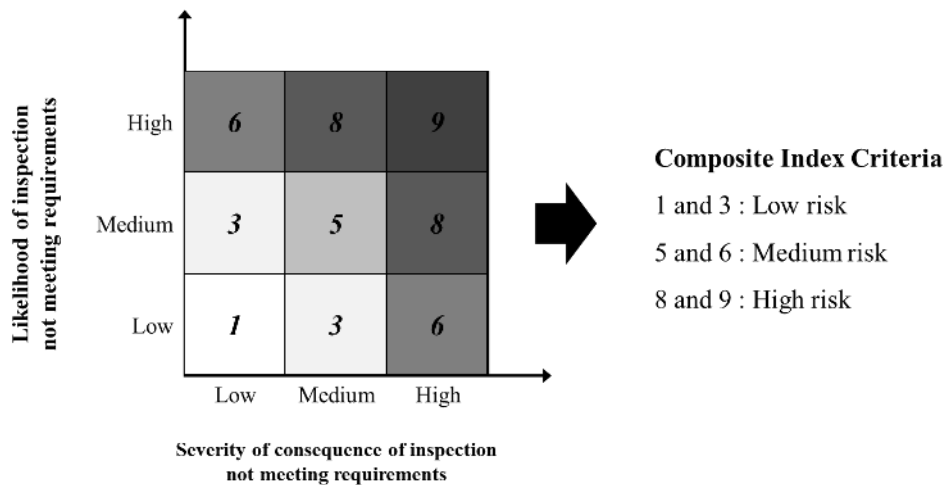 Likelihood of inspection
not meeting requirements
High
6 8 9
Medium
3 5 8
Low
1 3 6
Low Medium High
Severity of consequence of inspection
not meeting requirements
Composite Index Criteria
1 and 3 : Low risk
5 and 6 : Medium risk
8 and 9 : High risk